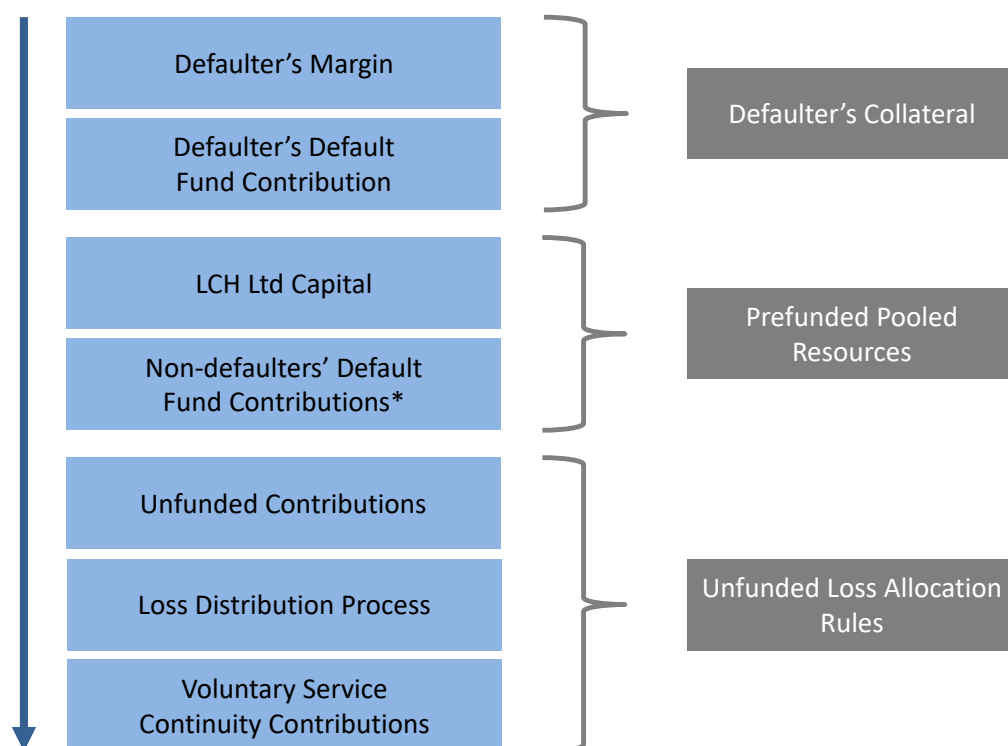 Defaulter’s Margin
Defaulter’s Default
Fund Contribution
Defaulter’s Collateral
LCH Ltd Capital
Non-defaulters’ Default
Fund Contributions*
Prefunded Pooled
Resources
Unfunded Contributions
Loss Distribution Process
Voluntary Service
Continuity Contributions
Unfunded Loss Allocation
Rules